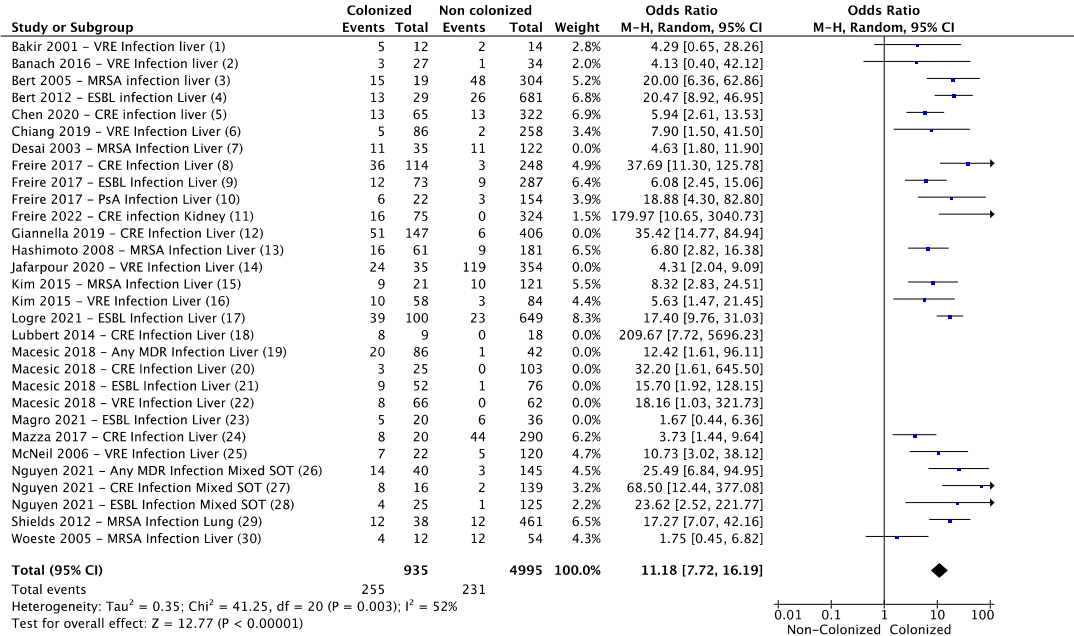 Colonized Non colonized Odds Ratio Odds Ratio
Study or Subgroup Events Total Events Total Weight M-H, Random, 95% CI M-H, Random, 95% CI
Bakir 2001 – VRE Infection liver (1) 5 12 2 14 2.8% 4.29 [0.65, 28.26]
Banach 2016 – VRE Infection liver (2) 3 27 1 34 2.0% 4.13 [0.40, 42.12]
Bert 2005 – MRSA infection liver (3) 15 19 48 304 5.2% 20.00 [6.36, 62.86]
Bert 2012 – ESBL infection Liver (4) 13 29 26 681 6.8% 20.47 [8.92, 46.95]
Chen 2020 – CRE infection liver (5) 13 65 13 322 6.9% 5.94 [2.61, 13.53]
Chiang 2019 – VRE Infection Liver (6) 5 86 2 258 3.4% 7.90 [1.50, 41.50]
Desai 2003 – MRSA Infection Liver (7) 11 35 11 122 0.0% 4.63 [1.80, 11.90]
Freire 2017 – CRE Infection Liver (8) 36 114 3 248 4.9% 37.69 [11.30, 125.78]
Freire 2017 – ESBL Infection Liver (9) 12 73 9 287 6.4% 6.08 [2.45, 15.06]
Freire 2017 – PsA Infection Liver (10) 6 22 3 154 3.9% 18.88 [4.30, 82.80]
Freire 2022 – CRE infection Kidney (11) 16 75 0 324 1.5% 179.97 [10.65, 3040.73]
Giannella 2019 – CRE Infection Liver (12) 51 147 6 406 0.0% 35.42 [14.77, 84.94]
Hashimoto 2008 – MRSA Infection Liver (13) 16 61 9 181 6.5% 6.80 [2.82, 16.38]
Jafarpour 2020 – VRE Infection Liver (14) 24 35 119 354 0.0% 4.31 [2.04, 9.09]
Kim 2015 – MRSA Infection Liver (15) 9 21 10 121 5.5% 8.32 [2.83, 24.51]
Kim 2015 – VRE Infection Liver (16) 10 58 3 84 4.4% 5.63 [1.47, 21.45]
Logre 2021 – ESBL Infection Liver (17) 39 100 23 649 8.3% 17.40 [9.76, 31.03]
Lubbert 2014 – CRE Infection Liver (18) 8 9 0 18 0.0% 209.67 [7.72, 5696.23]
Macesic 2018 – Any MDR Infection Liver (19) 20 86 1 42 0.0% 12.42 [1.61, 96.11]
Macesic 2018 – CRE Infection Liver (20) 3 25 0 103 0.0% 32.20 [1.61, 645.50]
Macesic 2018 – ESBL Infection Liver (21) 9 52 1 76 0.0% 15.70 [1.92, 128.15]
Macesic 2018 – VRE Infection Liver (22) 8 66 0 62 0.0% 18.16 [1.03, 321.73]
Magro 2021 – ESBL Infection Liver (23) 5 20 6 36 0.0% 1.67 [0.44, 6.36]
Mazza 2017 – CRE Infection Liver (24) 8 20 44 290 6.2% 3.73 [1.44, 9.64]
McNeil 2006 – VRE Infection Liver (25) 7 22 5 120 4.7% 10.73 [3.02, 38.12]
Nguyen 2021 – Any MDR Infection Mixed SOT (26) 14 40 3 145 4.5% 25.49 [6.84, 94.95]
Nguyen 2021 – CRE Infection Mixed SOT (27) 8 16 2 139 3.2% 68.50 [12.44, 377.08]
Nguyen 2021 – ESBL Infection Mixed SOT (28) 4 25 1 125 2.2% 23.62 [2.52, 221.77]
Shields 2012 – MRSA Infection Lung (29) 12 38 12 461 6.5% 17.27 [7.07, 42.16]
Woeste 2005 – MRSA Infection Liver (30) 4 12 12 54 4.3% 1.75 [0.45, 6.82]
Total (95% CI) 935 4995 100.0% 11.18 [7.72, 16.19]
Total events 255 231
Heterogeneity: Tau² = 0.35; Chi² = 41.25, df = 20 (P = 0.003); I² = 52%
Test for overall effect: Z = 12.77 (P < 0.00001)
0.01 0.1 1 10 100
Non-Colonized Colonized